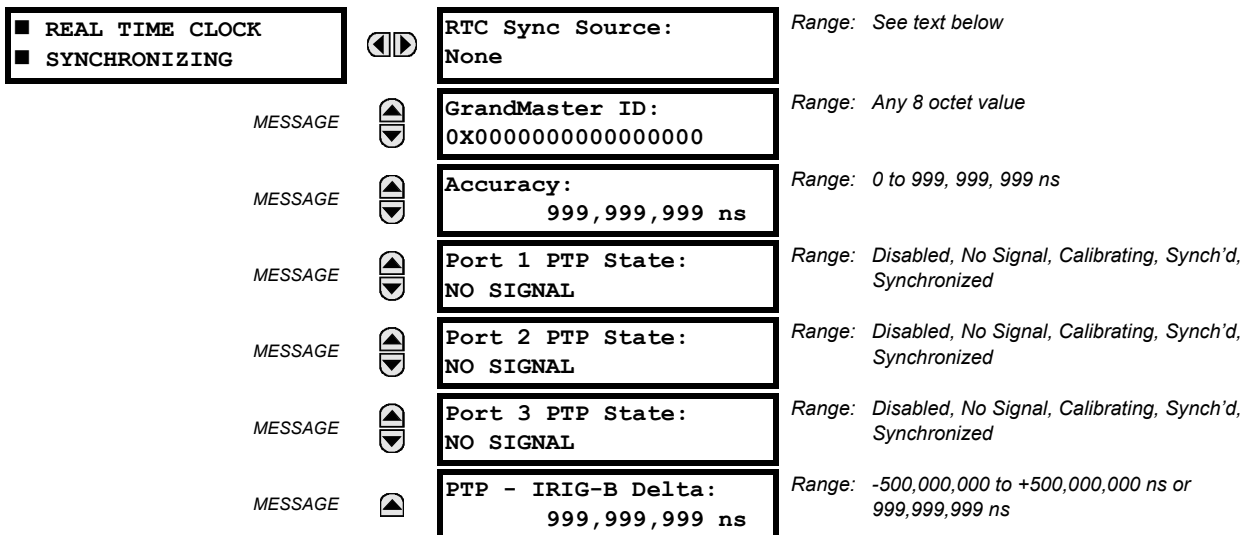 ■ REAL TIME CLOCK
■ SYNCHRONIZING
RTC Sync Source:
None
Range: See text below
MESSAGE
GrandMaster ID:
0X0000000000000000
Range: Any 8 octet value
MESSAGE
Accuracy:
999,999,999 ns
Range: 0 to 999, 999, 999 ns
MESSAGE
Port 1 PTP State:
NO SIGNAL
Range: Disabled, No Signal, Calibrating, Synch’d,
Synchronized
MESSAGE
Port 2 PTP State:
NO SIGNAL
Range: Disabled, No Signal, Calibrating, Synch’d,
Synchronized
MESSAGE
Port 3 PTP State:
NO SIGNAL
Range: Disabled, No Signal, Calibrating, Synch’d,
Synchronized
MESSAGE
PTP - IRIG-B Delta:
999,999,999 ns
Range: -500,000,000 to +500,000,000 ns or
999,999,999 ns